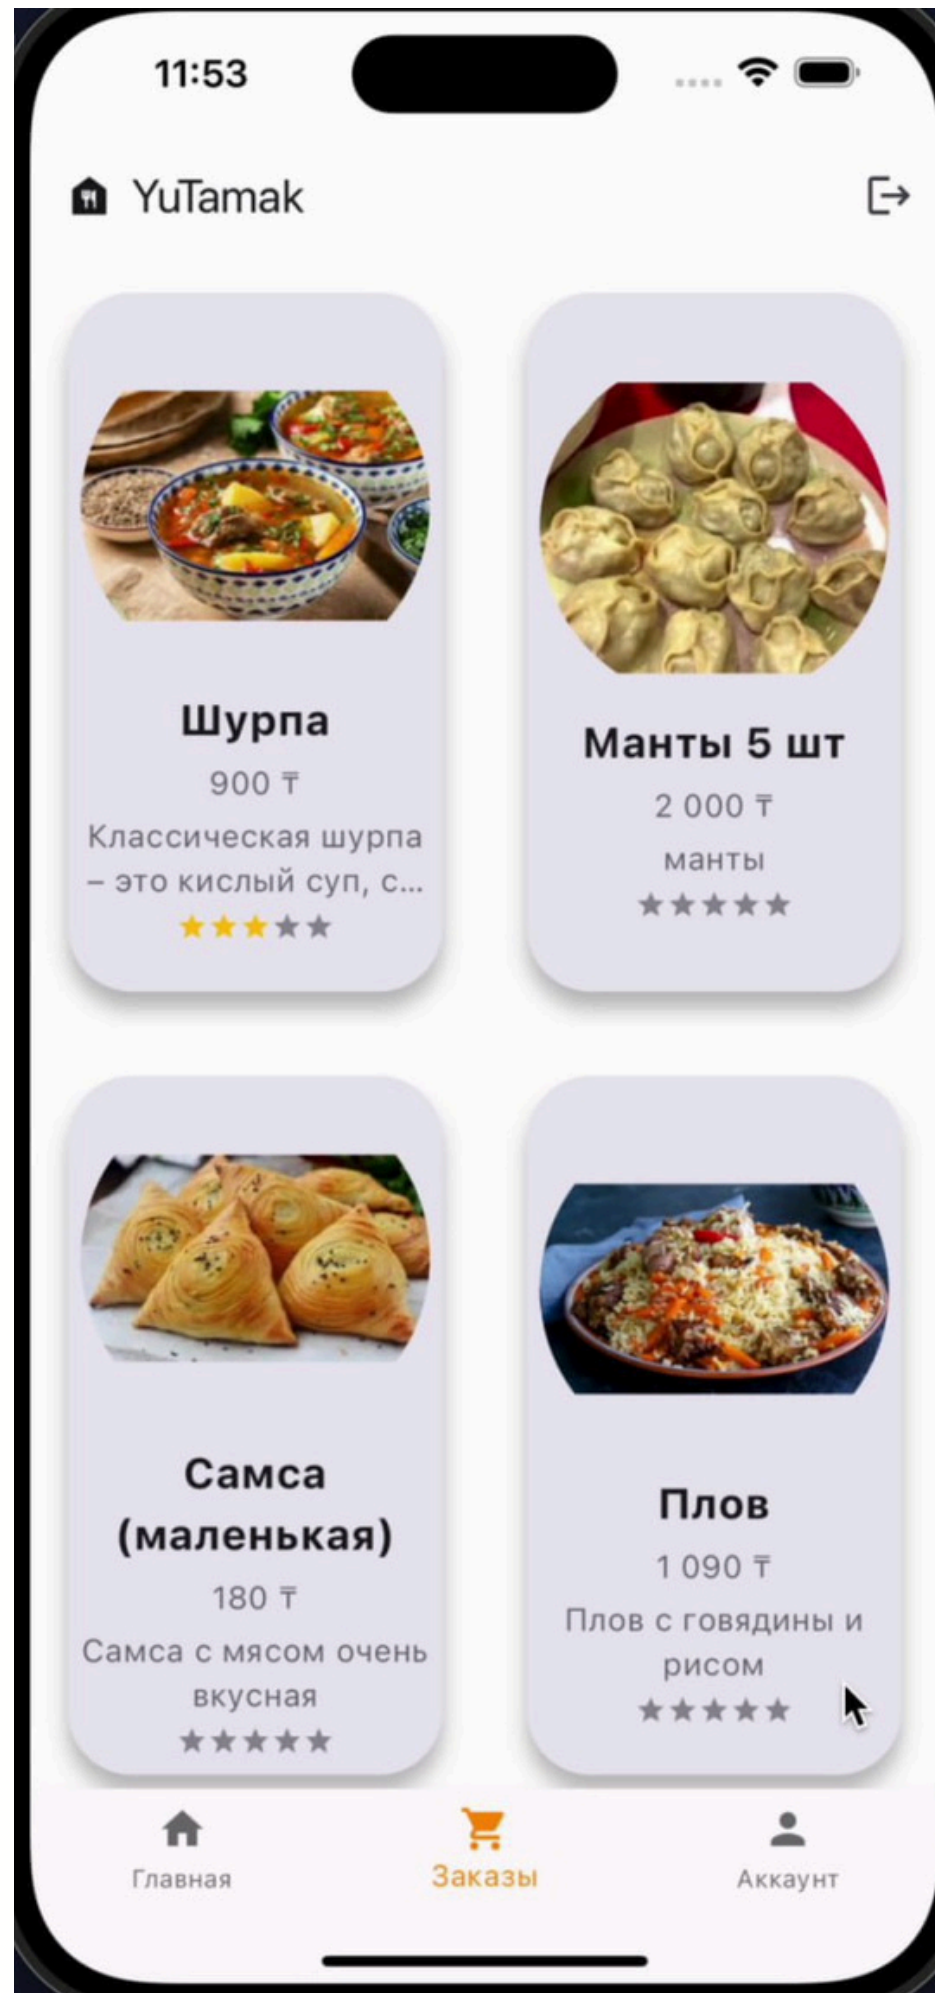 11:53
YuTamak
Шурпа
900 ₸
Классическая шурпа
– это кислый суп, с...
Манты 5 шт
2 000 ₸
манты
Самса
(маленькая)
180 ₸
Самса с мясом очень
вкусная
Плов
1 090 ₸
Плов с говядины и
рисом
Главная
Заказы
Аккаунт